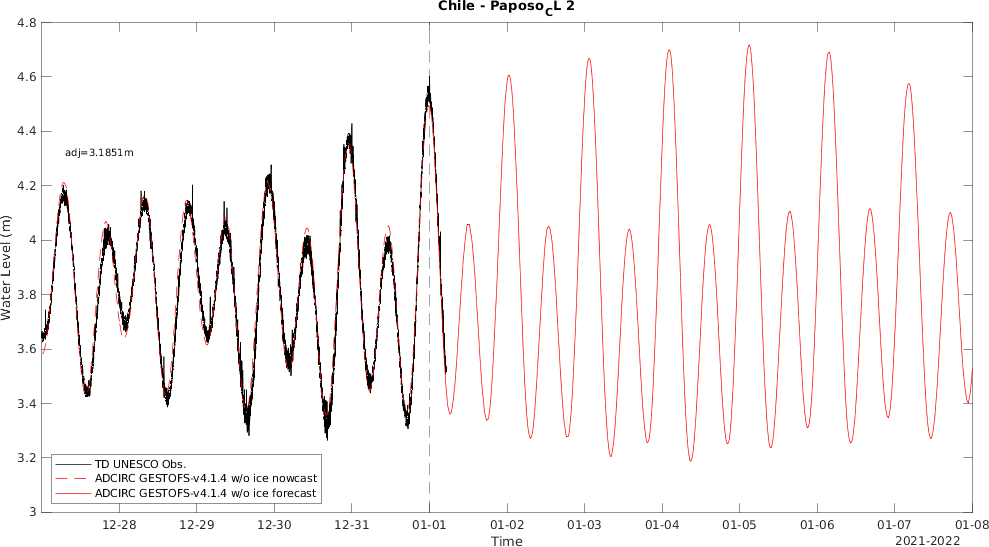 Chile - Paposo_CL 2
4.8
4.6
4.4
4.2
4
3.8
3.6
3.4
3.2
3
Water Level (m)
adj=3.1851m
TD UNESCO Obs.
ADCIRC GESTOFS-v4.1.4 w/o ice nowcast
ADCIRC GESTOFS-v4.1.4 w/o ice forecast
12-28 12-29 12-30 12-31 01-01 01-02 01-03 01-04 01-05 01-06 01-07 01-08
Time
2021-2022